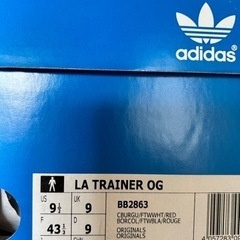 adidas
LA TRAINER OG
US 9½ UK 9 BB2863
CBURGU/FTWWHT/RED
BORCOL/FTWBLA/ROUGE
F 43⅓ D 9 ORIGINALS
ORIGINALS